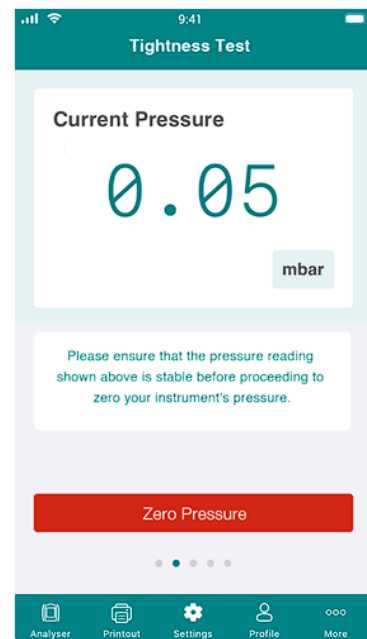 9:41
Tightness Test
Current Pressure
0.05
mbar
Please ensure that the pressure reading
shown above is stable before proceeding to
zero your instrument's pressure.
Zero Pressure
Analyser Printout Settings Profile More